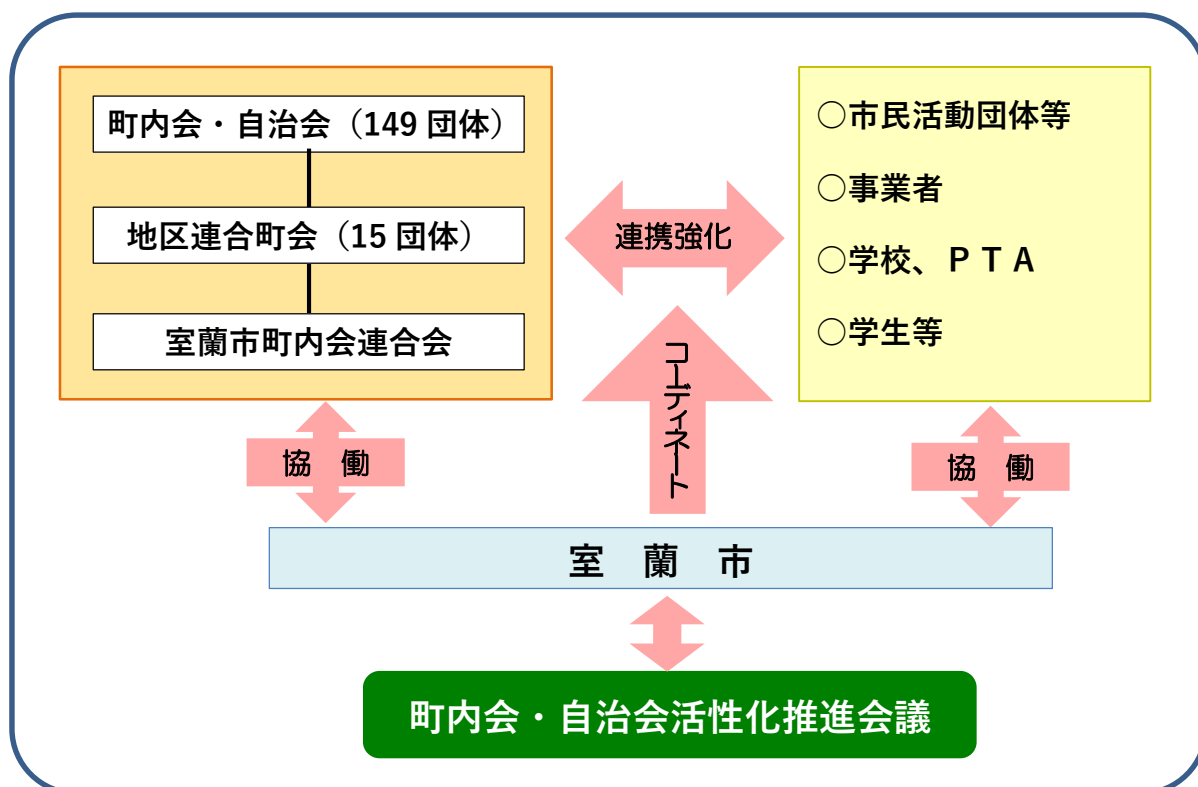 町内会・自治会（149 団体）
地区連合町会（15 団体）
室蘭市町内会連合会
連携強化
○市民活動団体等
○事業者
○学校、ＰＴＡ
○学生等
コーディネート
協　働
協　働
室　蘭　市
町内会・自治会活性化推進会議